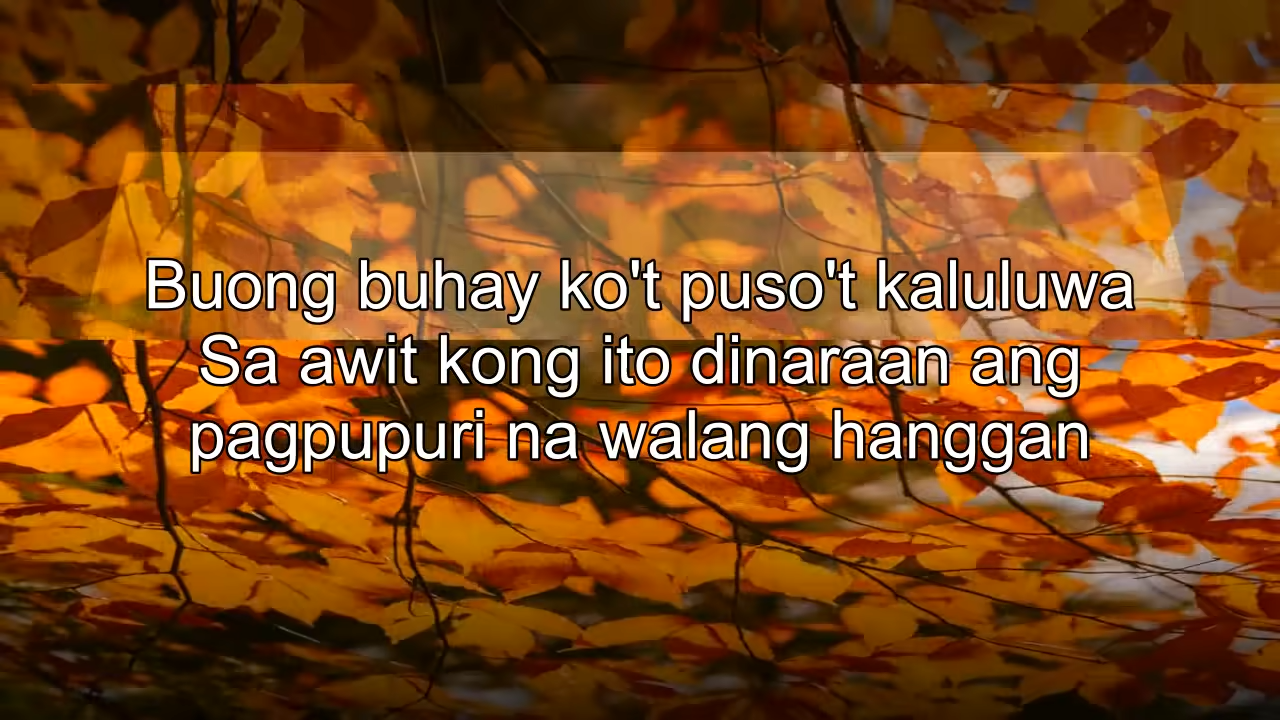 Buong buhay ko't puso't kaluluwa
Sa awit kong ito dinaraan ang
pagpupuri na walang hanggan